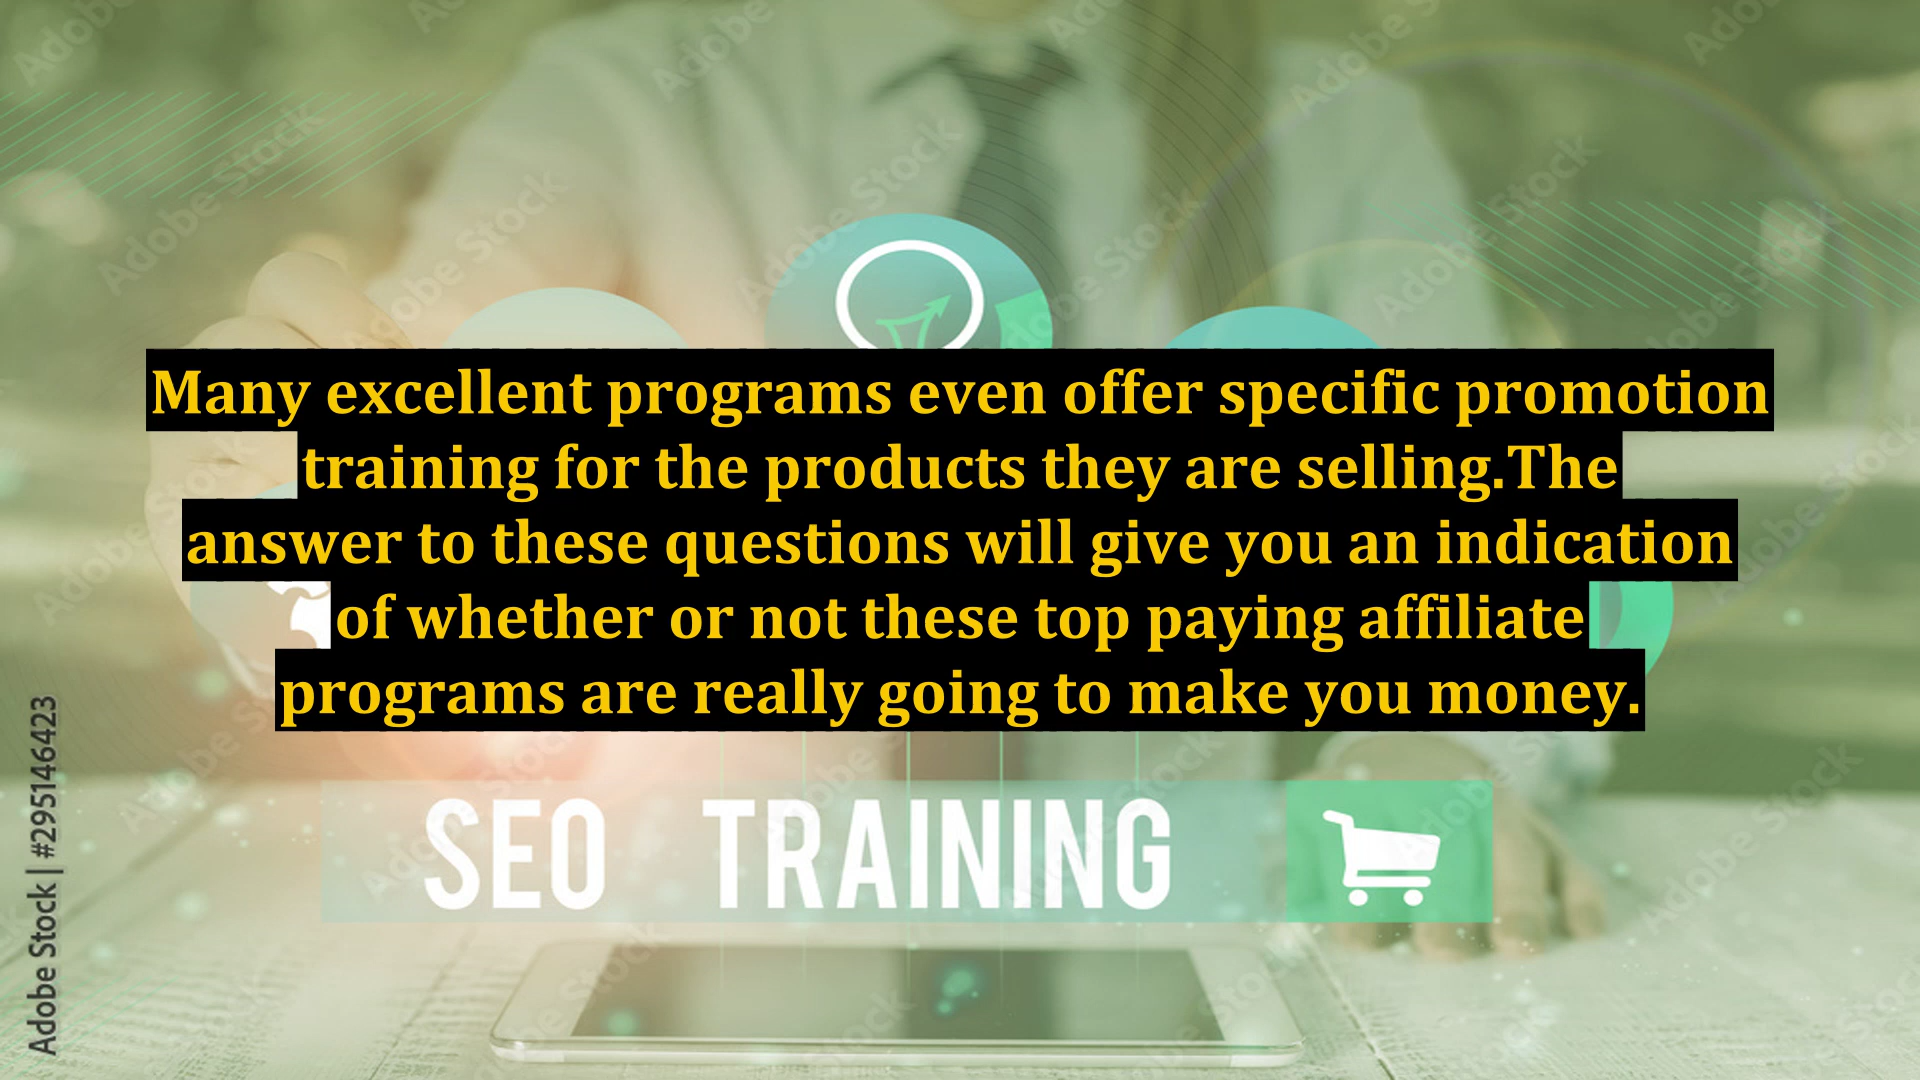 Many excellent programs even offer specific promotion
training for the products they are selling.The
answer to these questions will give you an indication
of whether or not these top paying affiliate
programs are really going to make you money.
SEO TRAINING
Adobe Stock | #295146423